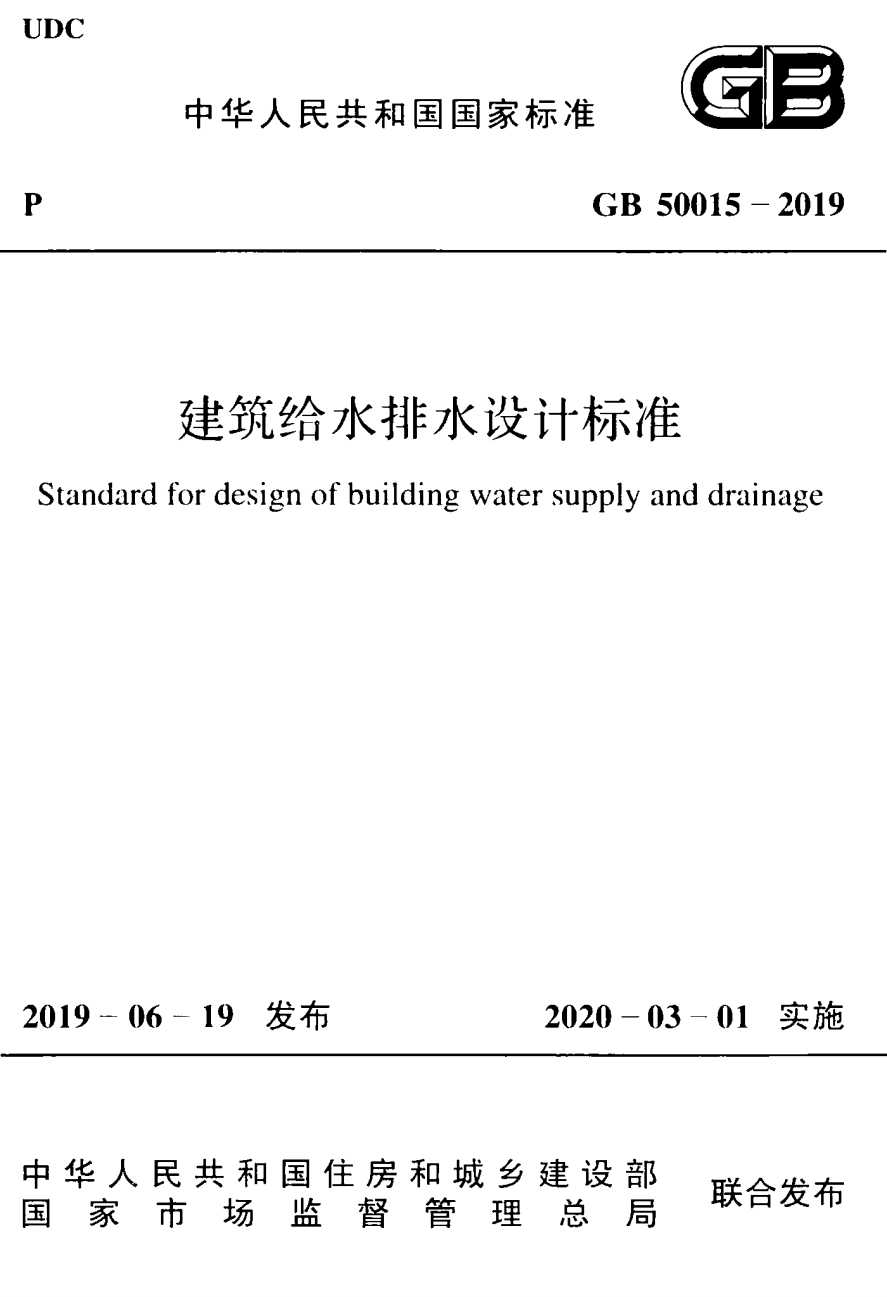 UDC
中华人民共和国国家标准
GB
P
GB 50015－2019
建筑给水排水设计标准
Standard for design of building water supply and drainage
2019－06－19 发布
2020－03－01 实施
中华人民共和国住房和城乡建设部
国家市场监督管理总局
联合发布